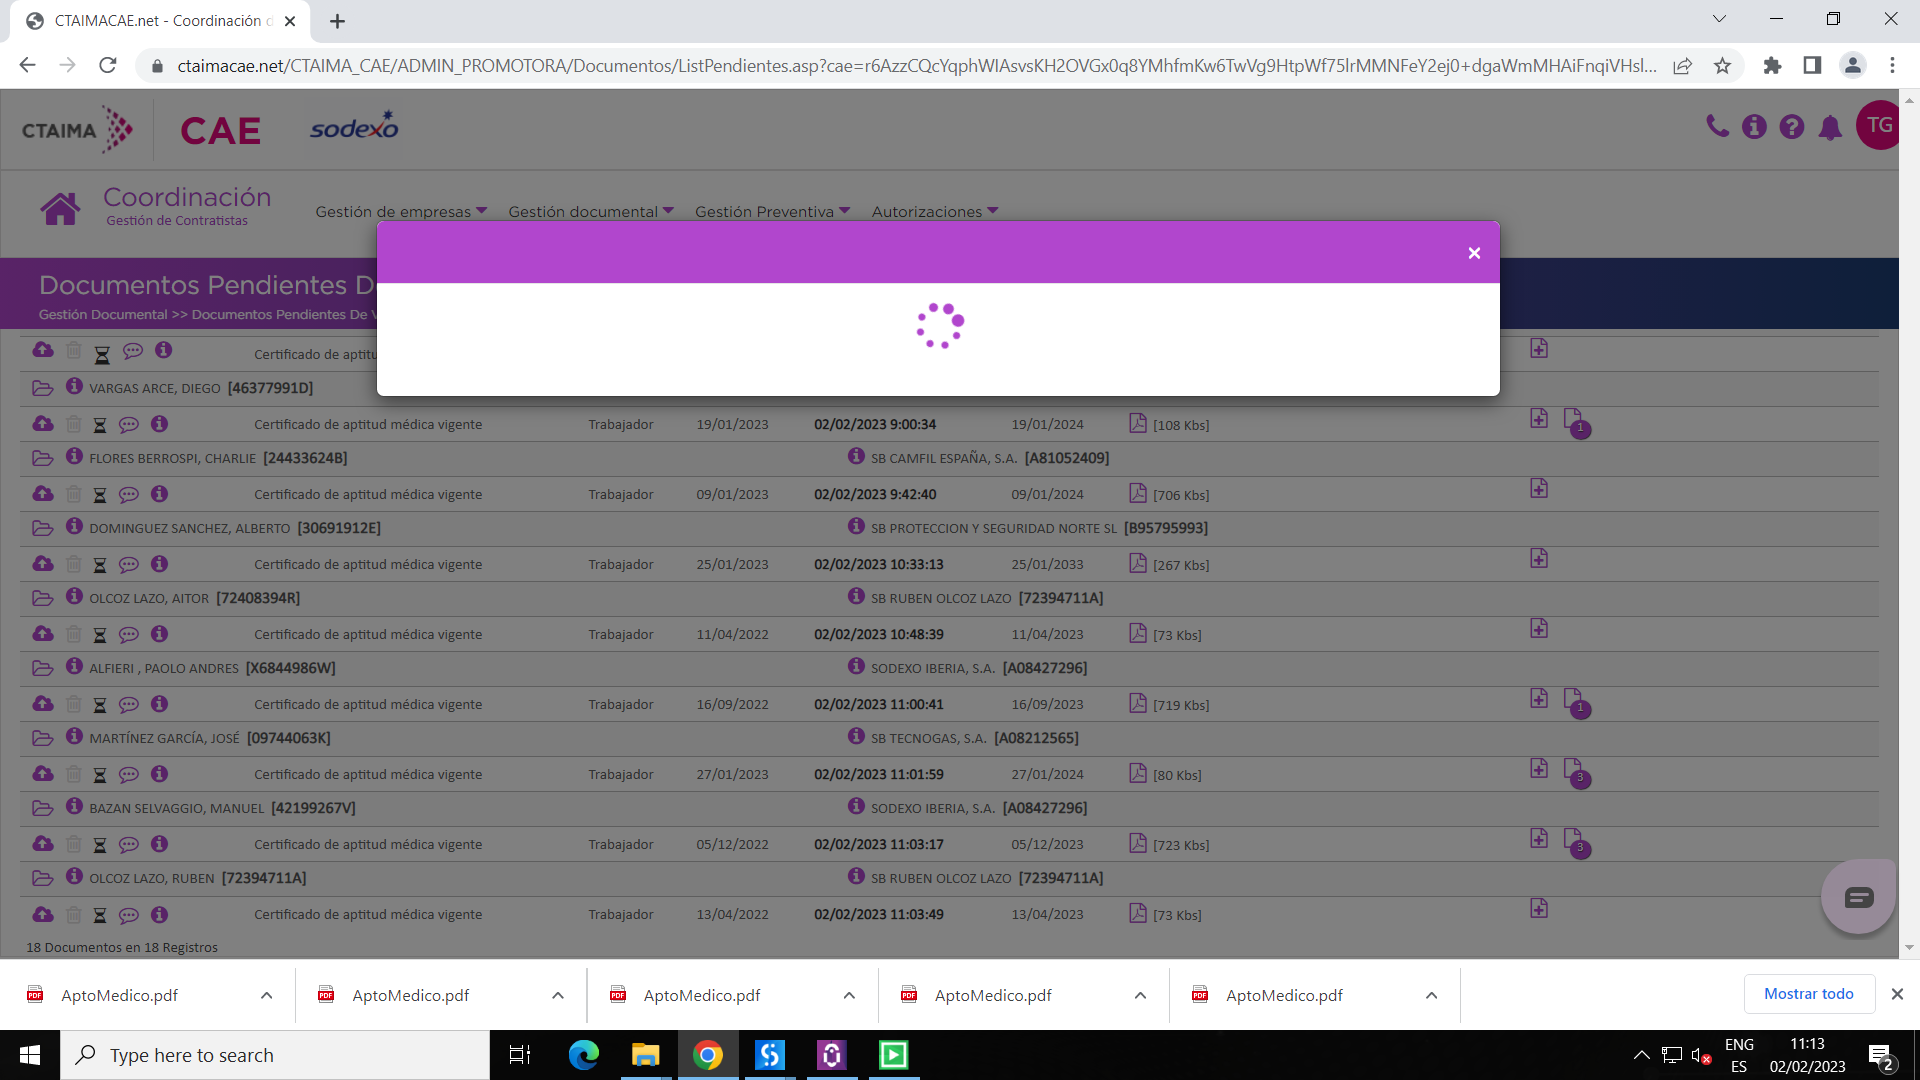 CTAIMACAE.net - Coordinación d
ctaimacae.net/CTAIMA_CAE/ADMIN_PROMOTORA/Documentos/ListPendientes.asp?cae=r6AzzCQcYqphWIAsvsKH2OVGx0q8YMhfmKw6TwVg9HtpWf75lrMMNFeY2ej0+dgaWmMHAiFnqiVHsl...
CTAIMA CAE sodexo TG
Coordinación
Gestión de Contratistas
Gestión de empresas Gestión documental Gestión Preventiva Autorizaciones
×
Documentos Pendientes D
Gestión Documental >> Documentos Pendientes De V
Certificado de aptitu
VARGAS ARCE, DIEGO [46377991D]
Certificado de aptitud médica vigente Trabajador 19/01/2023 02/02/2023 9:00:34 19/01/2024 [108 Kbs] 1
FLORES BERROSPI, CHARLIE [24433624B] SB CAMFIL ESPAÑA, S.A. [A81052409]
Certificado de aptitud médica vigente Trabajador 09/01/2023 02/02/2023 9:42:40 09/01/2024 [706 Kbs]
DOMINGUEZ SANCHEZ, ALBERTO [30691912E] SB PROTECCION Y SEGURIDAD NORTE SL [B95795993]
Certificado de aptitud médica vigente Trabajador 25/01/2023 02/02/2023 10:33:13 25/01/2033 [267 Kbs]
OLCOZ LAZO, AITOR [72408394R] SB RUBEN OLCOZ LAZO [72394711A]
Certificado de aptitud médica vigente Trabajador 11/04/2022 02/02/2023 10:48:39 11/04/2023 [73 Kbs]
ALFIERI , PAOLO ANDRES [X6844986W] SODEXO IBERIA, S.A. [A08427296]
Certificado de aptitud médica vigente Trabajador 16/09/2022 02/02/2023 11:00:41 16/09/2023 [719 Kbs] 1
MARTÍNEZ GARCÍA, JOSÉ [09744063K] SB TECNOGAS, S.A. [A08212565]
Certificado de aptitud médica vigente Trabajador 27/01/2023 02/02/2023 11:01:59 27/01/2024 [80 Kbs] 3
BAZAN SELVAGGIO, MANUEL [42199267V] SODEXO IBERIA, S.A. [A08427296]
Certificado de aptitud médica vigente Trabajador 05/12/2022 02/02/2023 11:03:17 05/12/2023 [723 Kbs] 3
OLCOZ LAZO, RUBEN [72394711A] SB RUBEN OLCOZ LAZO [72394711A]
Certificado de aptitud médica vigente Trabajador 13/04/2022 02/02/2023 11:03:49 13/04/2023 [73 Kbs]
18 Documentos en 18 Registros
AptoMedico.pdf AptoMedico.pdf AptoMedico.pdf AptoMedico.pdf AptoMedico.pdf Mostrar todo
Type here to search
ENG 11:13
ES 02/02/2023 2